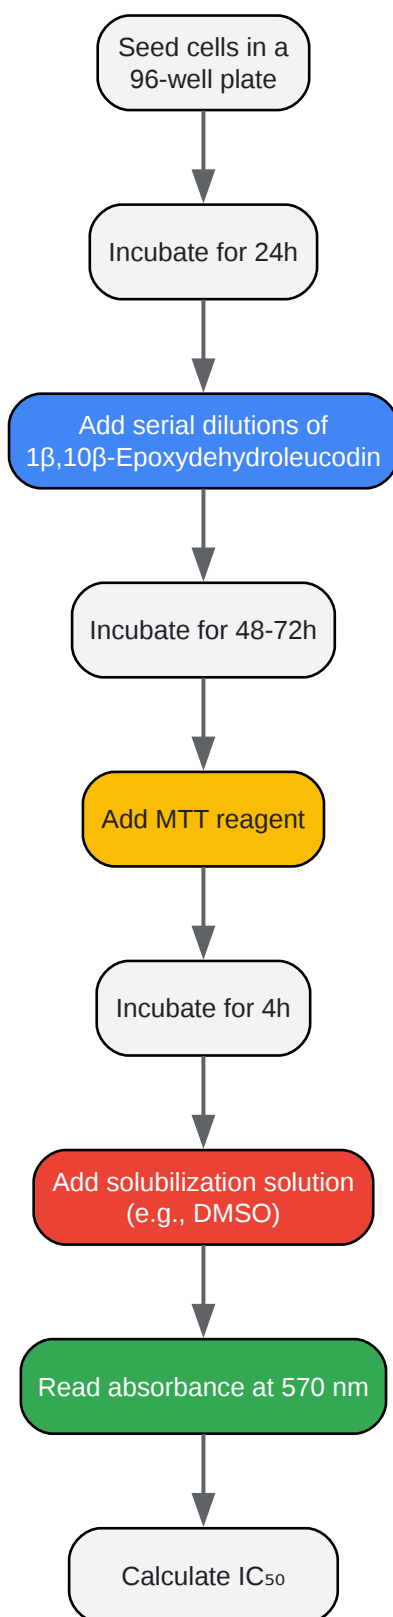 Seed cells in a
96-well plate
Incubate for 24h
Add serial dilutions of
1β,10β-Epoxydehydroleucodin
Incubate for 48-72h
Add MTT reagent
Incubate for 4h
Add solubilization solution
(e.g., DMSO)
Read absorbance at 570 nm
Calculate IC₅₀